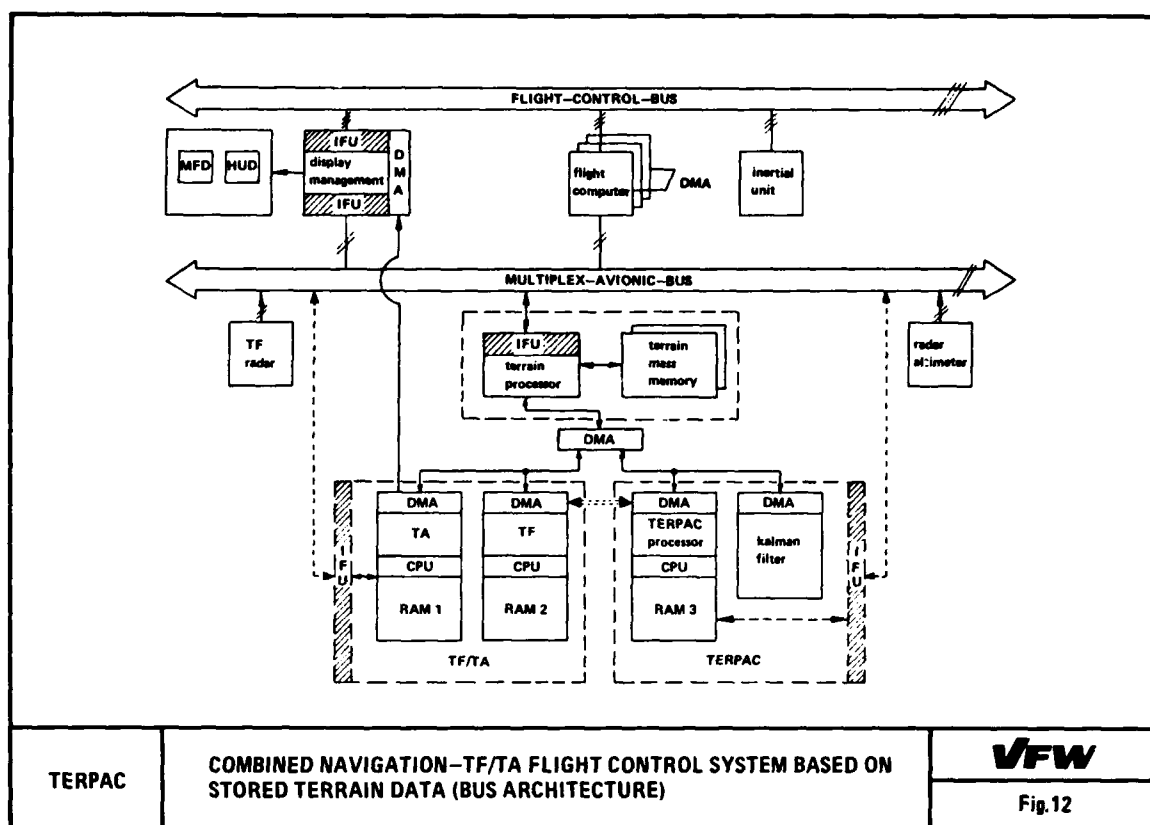 FLIGHT-CONTROL-BUS
MFD
HUD
IFU
display
management
IFU
DMA
flight
computer
DMA
inertial
unit
MULTIPLEX-AVIONIC-BUS
TF
radar
IFU
terrain
processor
terrain
mass
memory
radar
altimeter
DMA
IFU
DMA
TA
CPU
RAM 1
DMA
TF
CPU
RAM 2
TF/TA
DMA
TERPAC
processor
CPU
RAM 3
DMA
kalman
filter
TERPAC
IFU
TERPAC
COMBINED NAVIGATION-TF/TA FLIGHT CONTROL SYSTEM BASED ON
STORED TERRAIN DATA (BUS ARCHITECTURE)
VFW
Fig.12